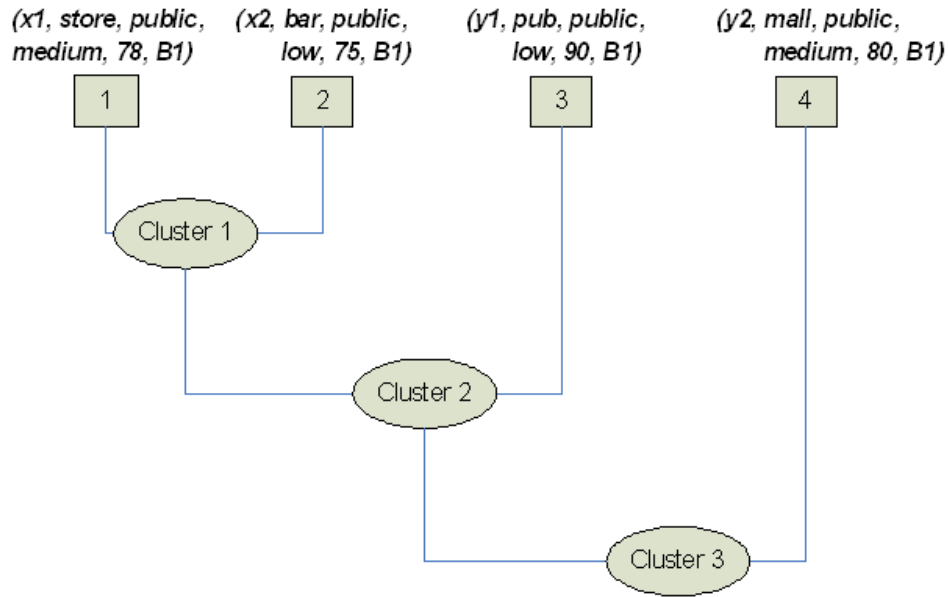 (x1, store, public,
medium, 78, B1)
(x2, bar, public,
low, 75, B1)
(y1, pub, public,
low, 90, B1)
(y2, mall, public,
medium, 80, B1)
1
2
3
4
Cluster 1
Cluster 2
Cluster 3